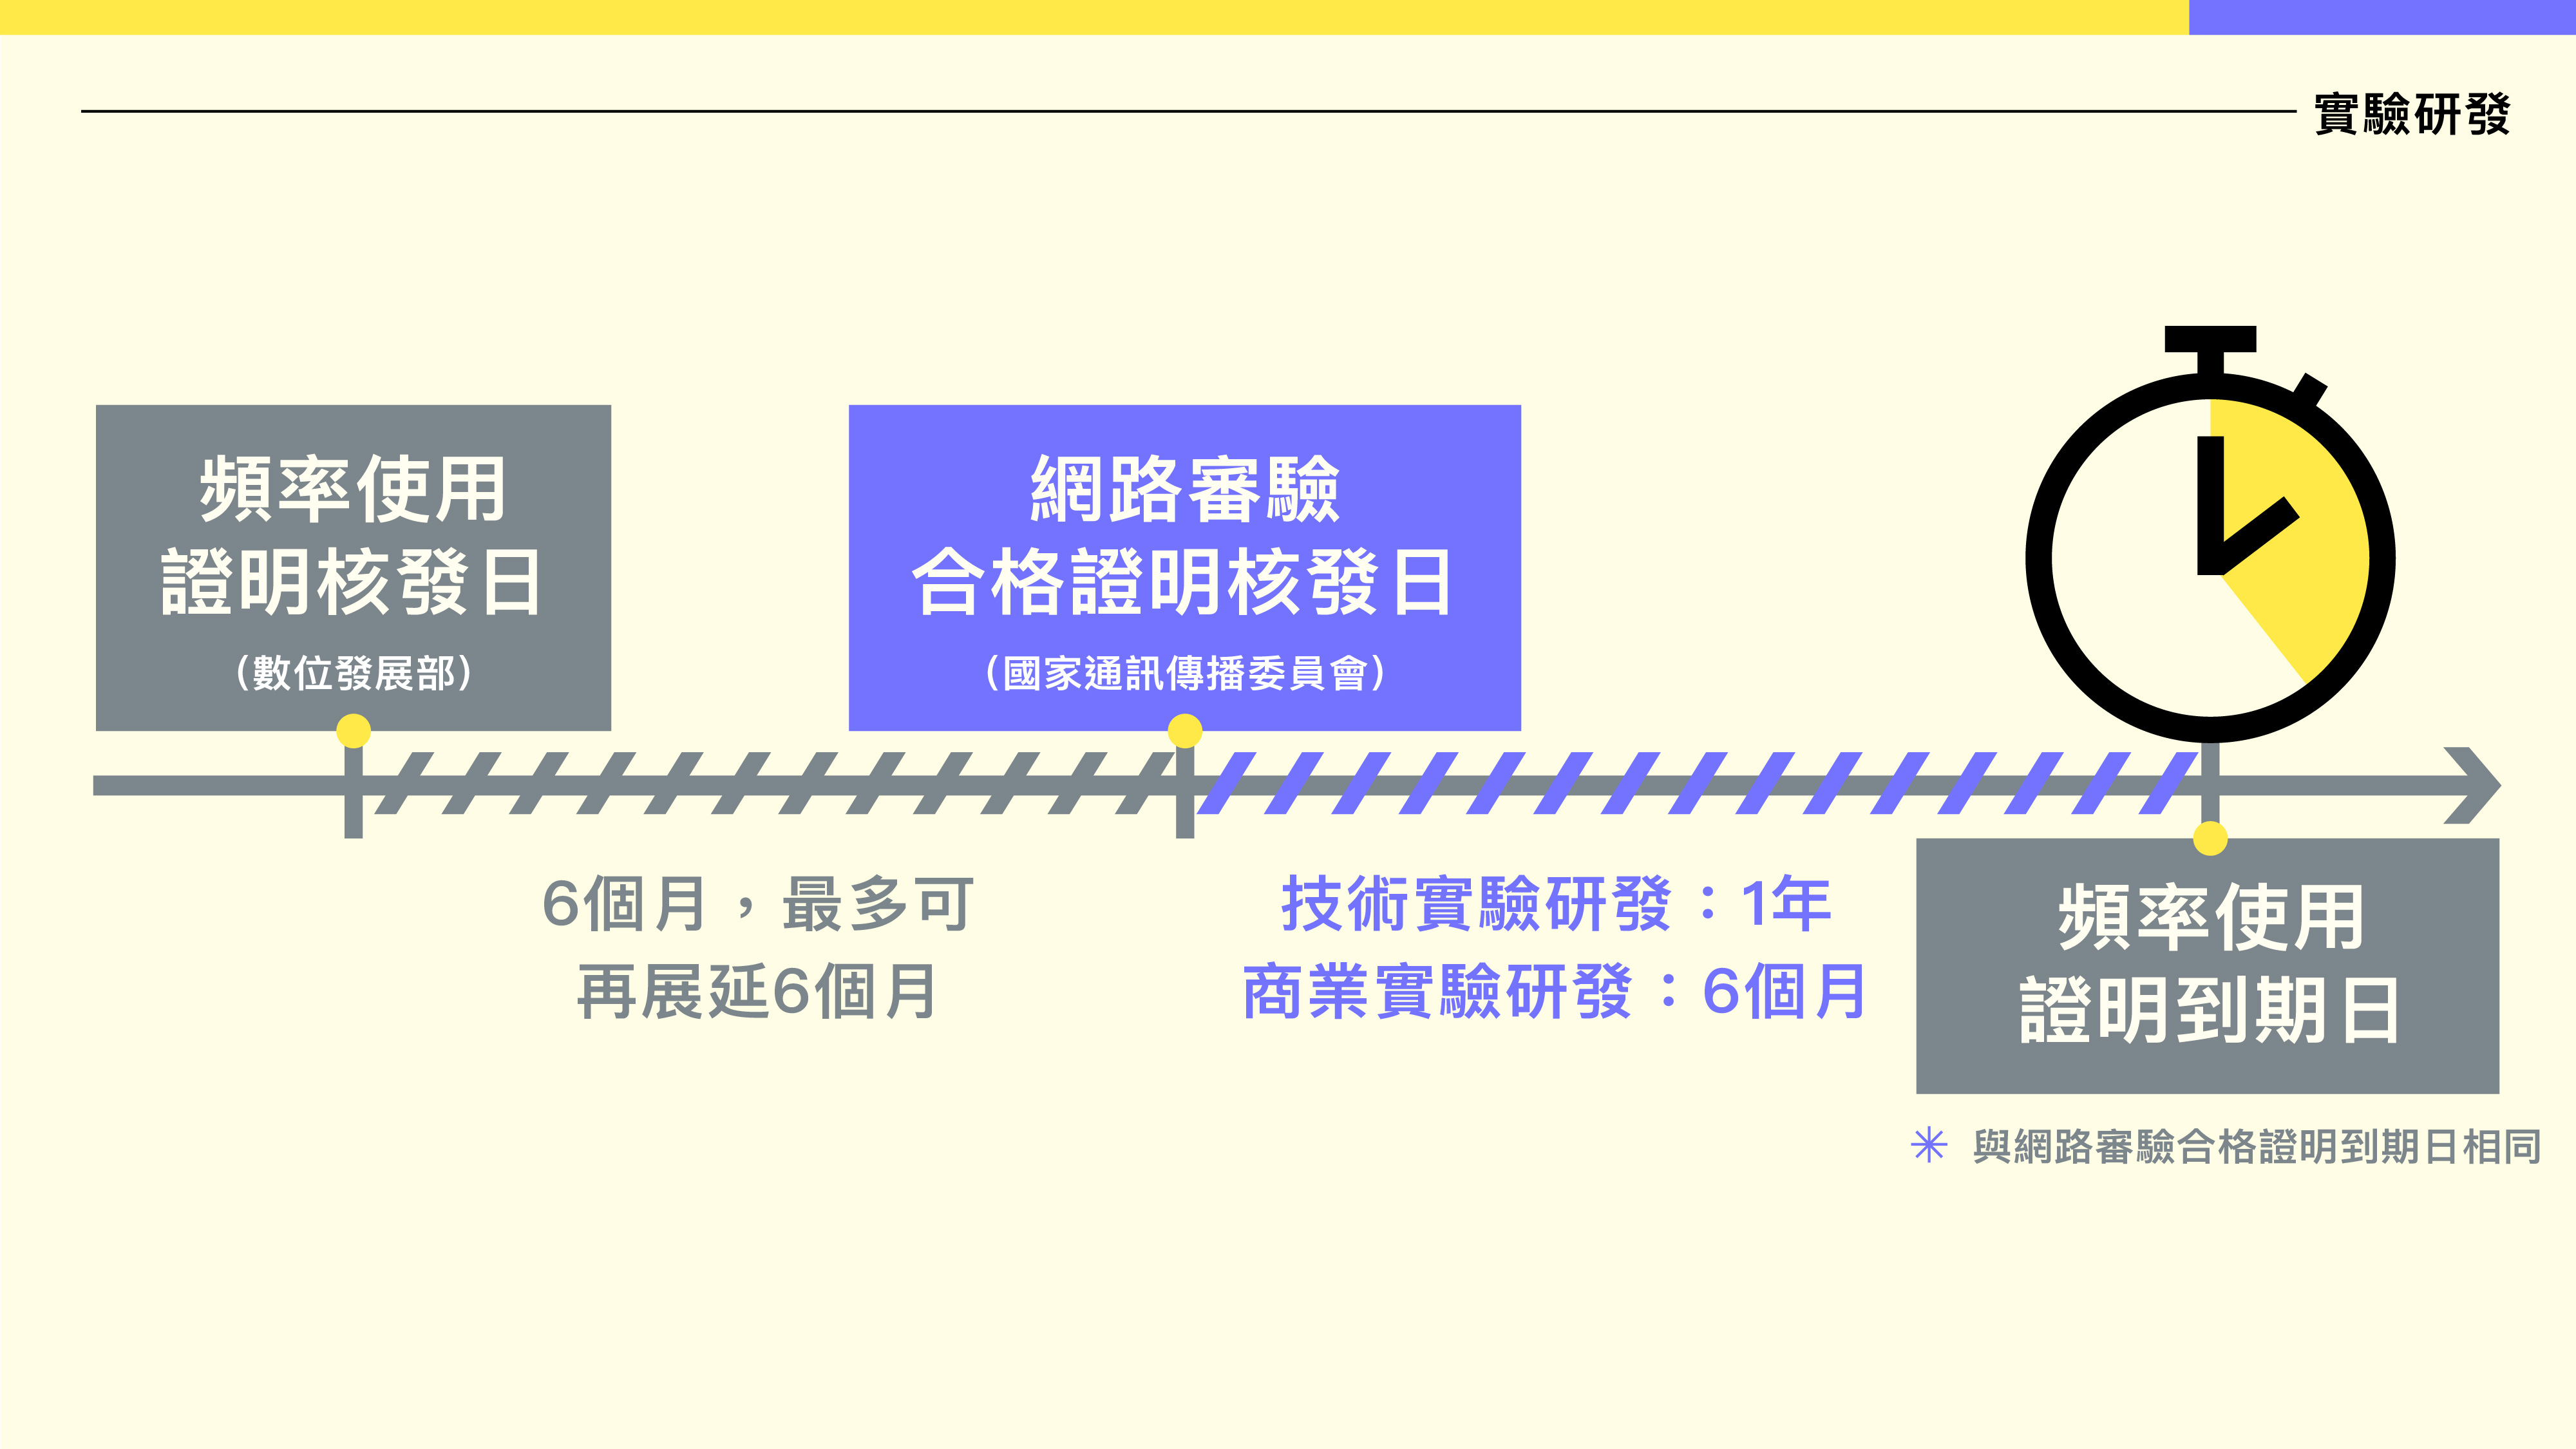 實驗研發
頻率使用
證明核發日
（數位發展部）
網路審驗
合格證明核發日
（國家通訊傳播委員會）
6個月，最多可
再展延6個月
技術實驗研發：1年
商業實驗研發：6個月
頻率使用
證明到期日
＊ 與網路審驗合格證明到期日相同